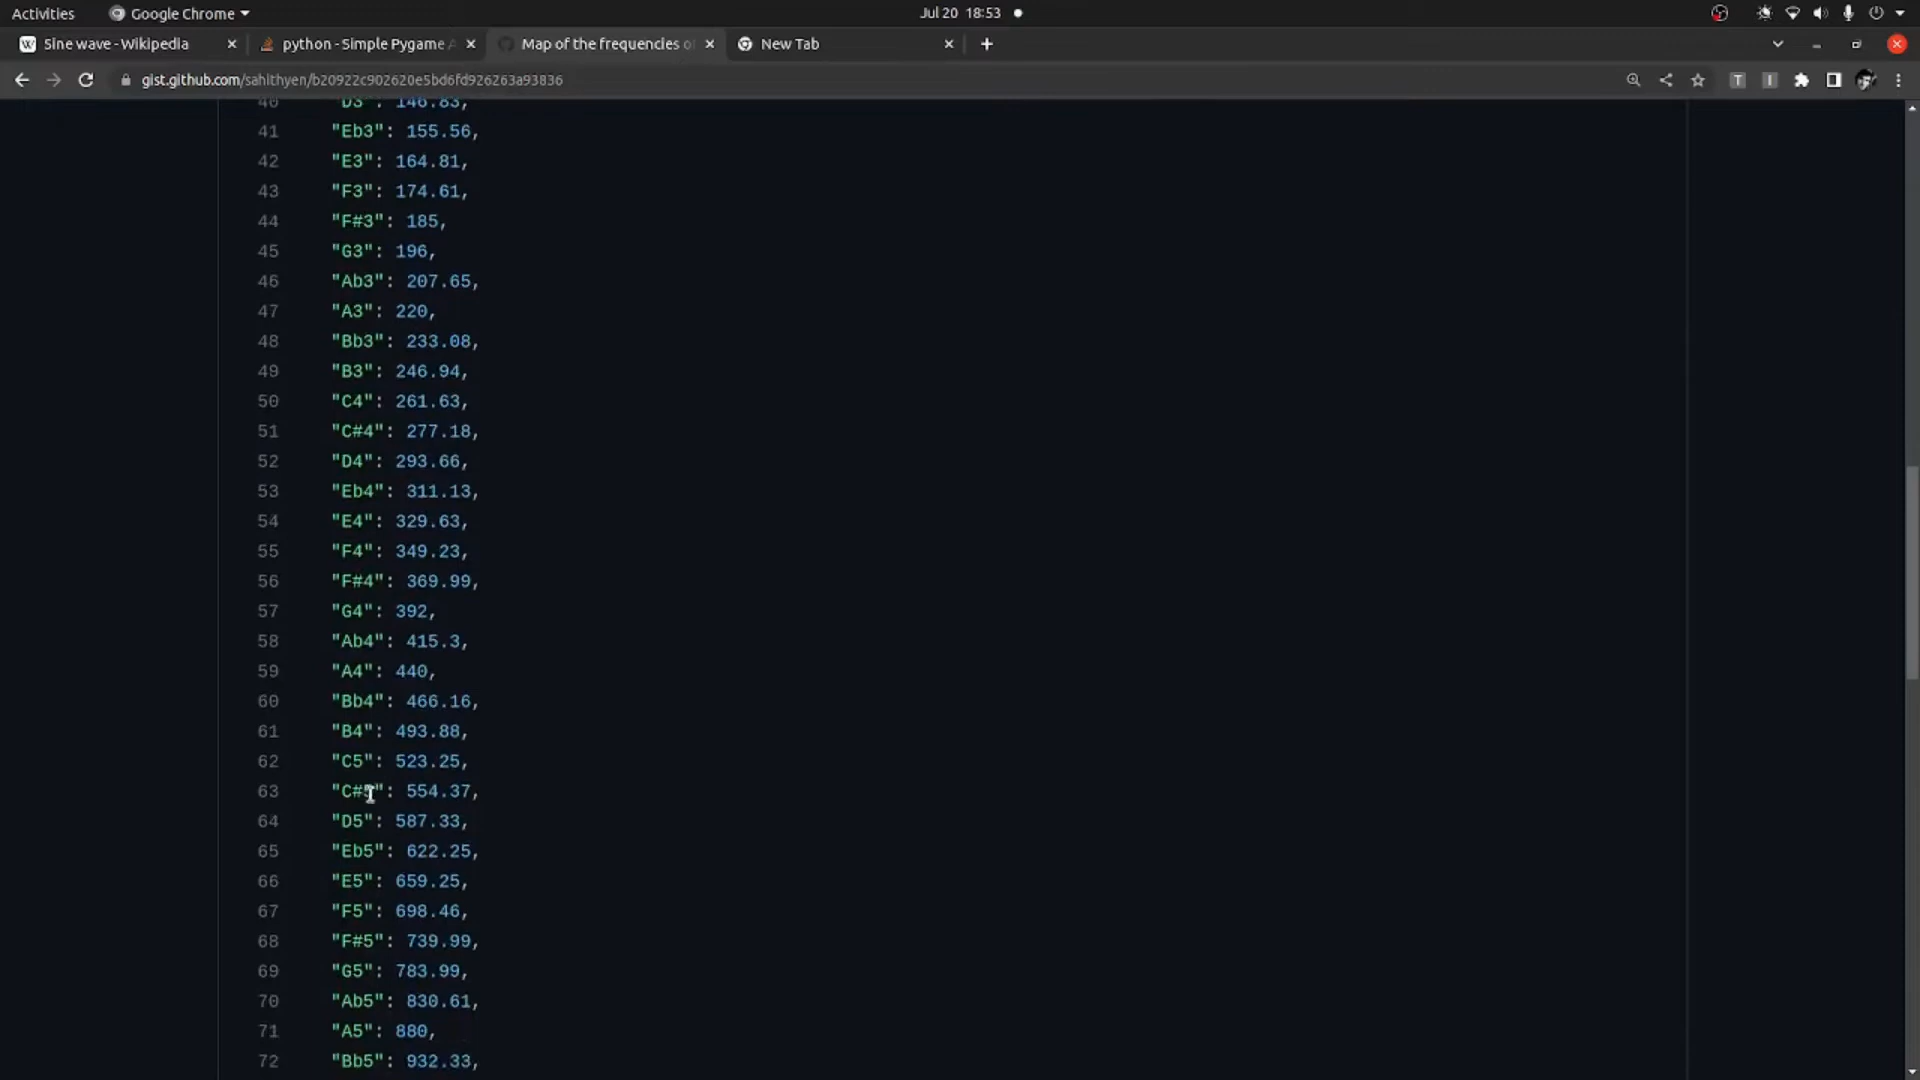 Activities Google Chrome Jul 20 18:53
Sine wave - Wikipedia python - Simple Pygame A Map of the frequencies of New Tab
gist.github.com/sahithyen/b20922c902620e5bd6fd926263a93836
40 "D3": 146.83,
41 "Eb3": 155.56,
42 "E3": 164.81,
43 "F3": 174.61,
44 "F#3": 185,
45 "G3": 196,
46 "Ab3": 207.65,
47 "A3": 220,
48 "Bb3": 233.08,
49 "B3": 246.94,
50 "C4": 261.63,
51 "C#4": 277.18,
52 "D4": 293.66,
53 "Eb4": 311.13,
54 "E4": 329.63,
55 "F4": 349.23,
56 "F#4": 369.99,
57 "G4": 392,
58 "Ab4": 415.3,
59 "A4": 440,
60 "Bb4": 466.16,
61 "B4": 493.88,
62 "C5": 523.25,
63 "C#5": 554.37,
64 "D5": 587.33,
65 "Eb5": 622.25,
66 "E5": 659.25,
67 "F5": 698.46,
68 "F#5": 739.99,
69 "G5": 783.99,
70 "Ab5": 830.61,
71 "A5": 880,
72 "Bb5": 932.33,